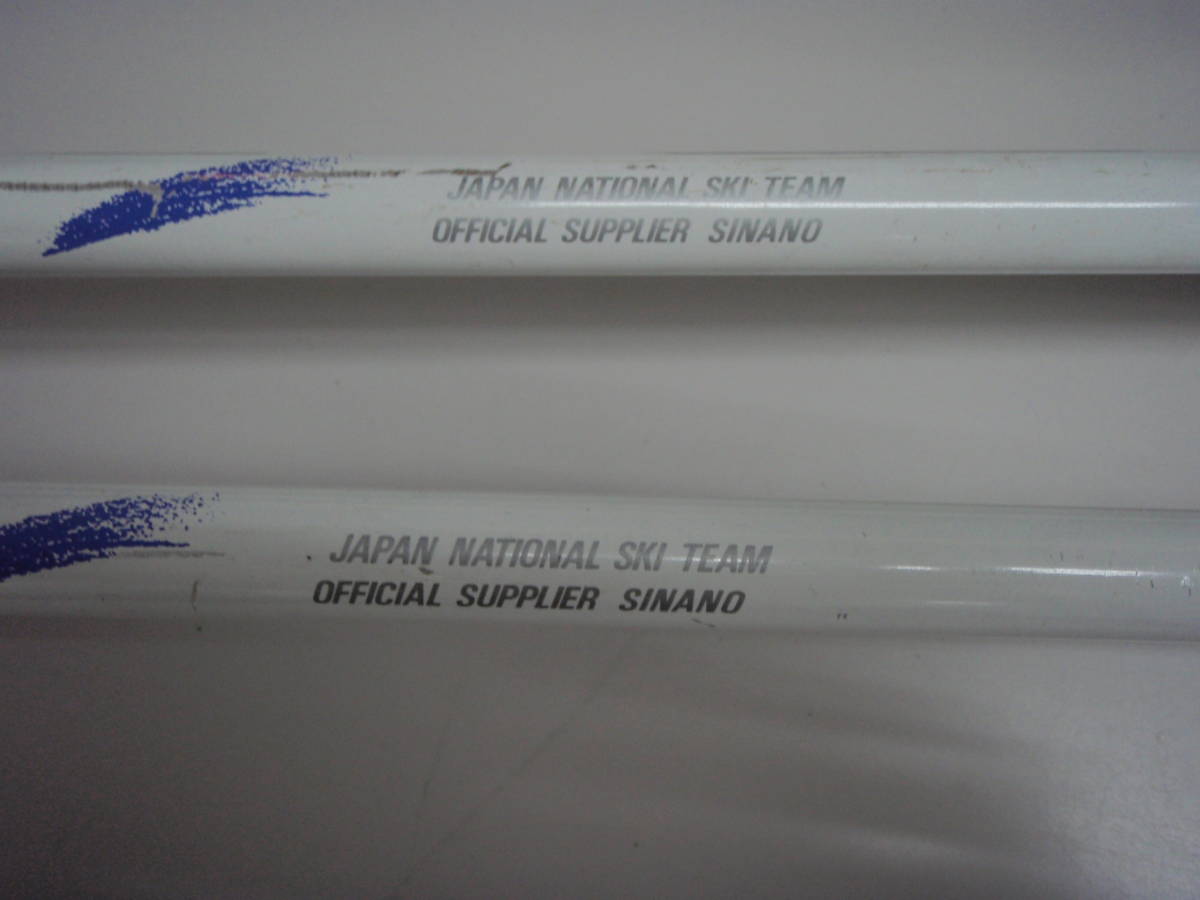 JAPAN NATIONAL SKI TEAM
OFFICIAL SUPPLIER SINANO
JAPAN NATIONAL SKI TEAM
OFFICIAL SUPPLIER SINANO